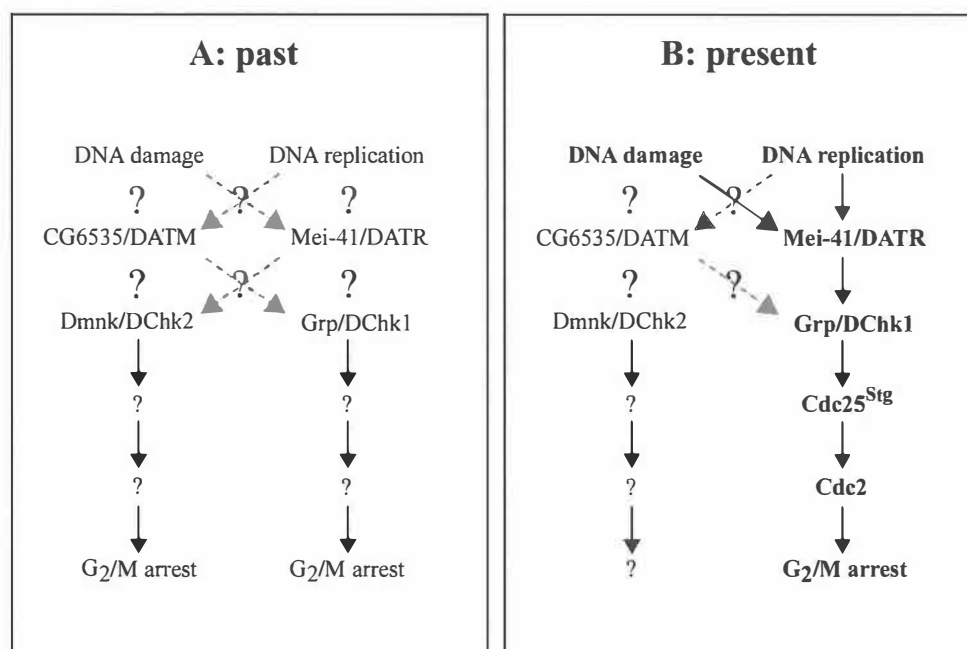 A: past
DNA damage DNA replication
? ? ?
CG6535/DATM Mei-41/DATR
? ? ?
Dmnk/DChk2 Grp/DChk1
? ?
? ?
G2/M arrest G2/M arrest
B: present
DNA damage DNA replication
? ?
CG6535/DATM Mei-41/DATR
? ?
Dmnk/DChk2 Grp/DChk1
? Cdc25Stg
? Cdc2
? G2/M arrest